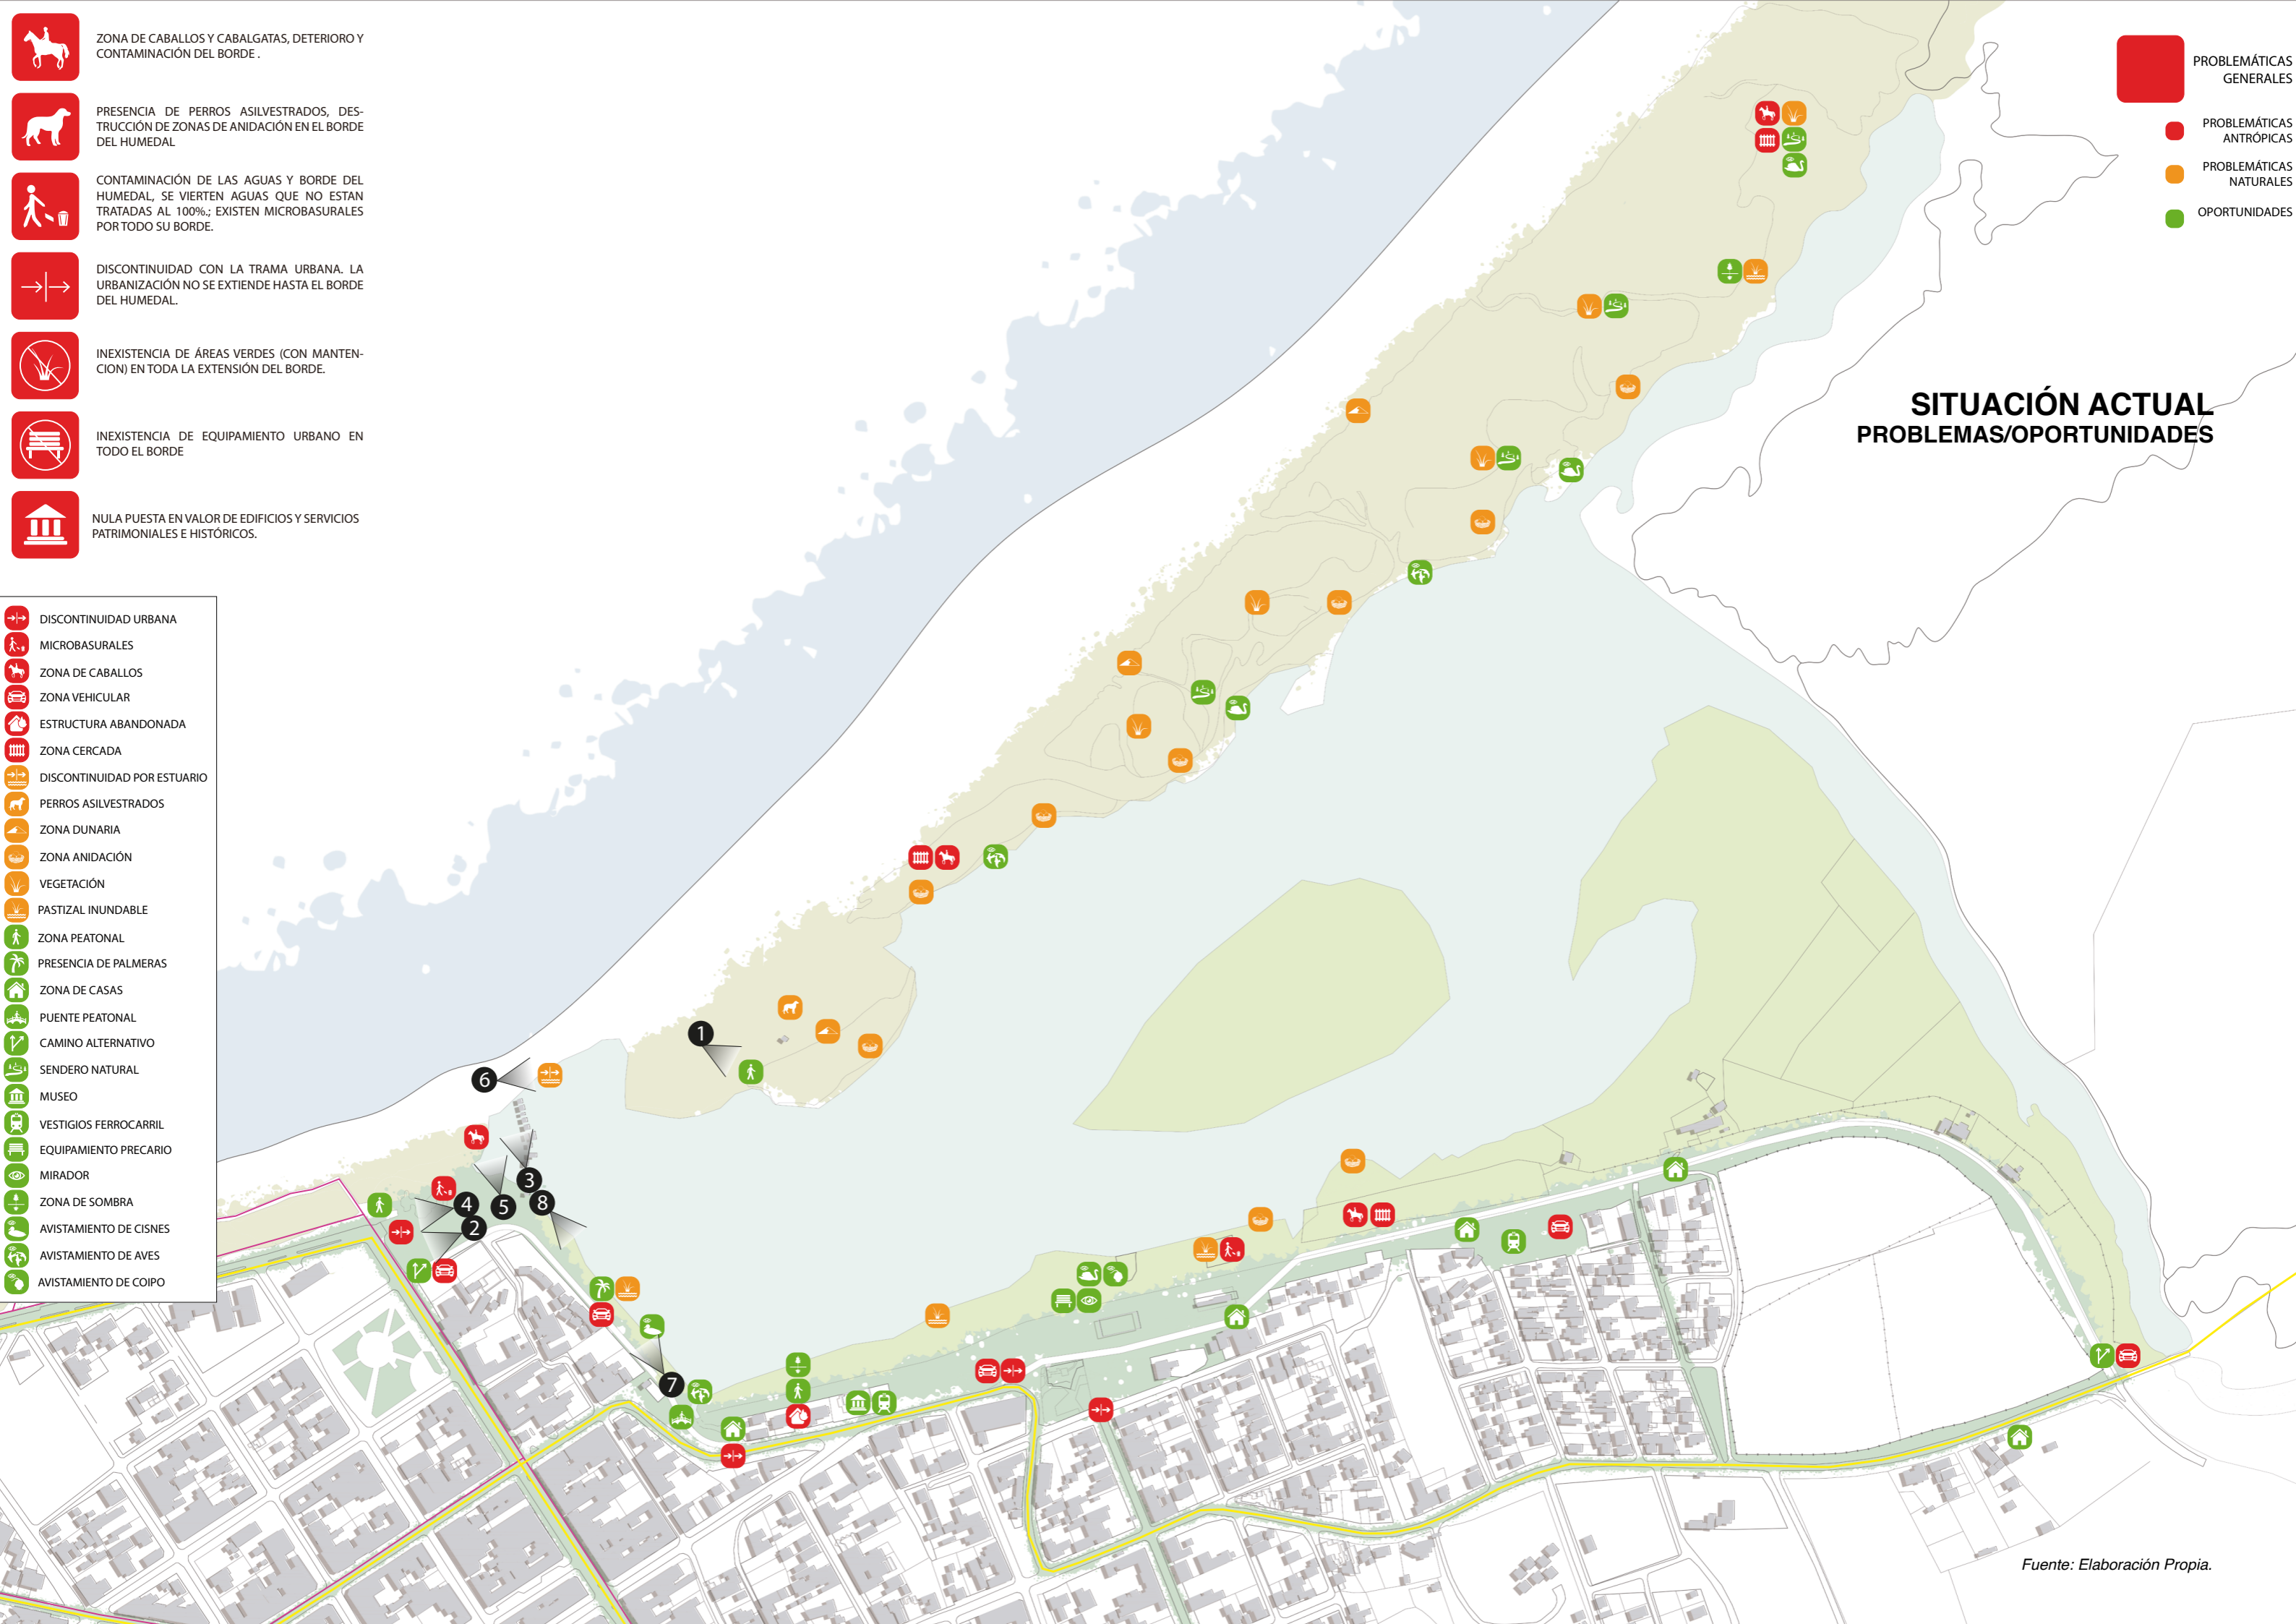 ZONA DE CABALLOS Y CABALGATAS, DETERIORO Y
CONTAMINACIÓN DEL BORDE .
PRESENCIA DE PERROS ASILVESTRADOS, DES-
TRUCCIÓN DE ZONAS DE ANIDACIÓN EN EL BORDE
DEL HUMEDAL
CONTAMINACIÓN DE LAS AGUAS Y BORDE DEL
HUMEDAL, SE VIERTEN AGUAS QUE NO ESTAN
TRATADAS AL 100%.; EXISTEN MICROBASURALES
POR TODO SU BORDE.
DISCONTINUIDAD CON LA TRAMA URBANA. LA
URBANIZACIÓN NO SE EXTIENDE HASTA EL BORDE
DEL HUMEDAL.
INEXISTENCIA DE ÁREAS VERDES (CON MANTEN-
CION) EN TODA LA EXTENSIÓN DEL BORDE.
INEXISTENCIA DE EQUIPAMIENTO URBANO EN
TODO EL BORDE
NULA PUESTA EN VALOR DE EDIFICIOS Y SERVICIOS
PATRIMONIALES E HISTÓRICOS.
PROBLEMÁTICAS
GENERALES
PROBLEMÁTICAS
ANTRÓPICAS
PROBLEMÁTICAS
NATURALES
OPORTUNIDADES
SITUACIÓN ACTUAL
PROBLEMAS/OPORTUNIDADES
DISCONTINUIDAD URBANA
MICROBASURALES
ZONA DE CABALLOS
ZONA VEHICULAR
ESTRUCTURA ABANDONADA
ZONA CERCADA
DISCONTINUIDAD POR ESTUARIO
PERROS ASILVESTRADOS
ZONA DUNARIA
ZONA ANIDACIÓN
VEGETACIÓN
PASTIZAL INUNDABLE
ZONA PEATONAL
PRESENCIA DE PALMERAS
ZONA DE CASAS
PUENTE PEATONAL
CAMINO ALTERNATIVO
SENDERO NATURAL
MUSEO
VESTIGIOS FERROCARRIL
EQUIPAMIENTO PRECARIO
MIRADOR
ZONA DE SOMBRA
AVISTAMIENTO DE CISNES
AVISTAMIENTO DE AVES
AVISTAMIENTO DE COIPO
1
6
3
4
5
8
2
7
Fuente: Elaboración Propia.